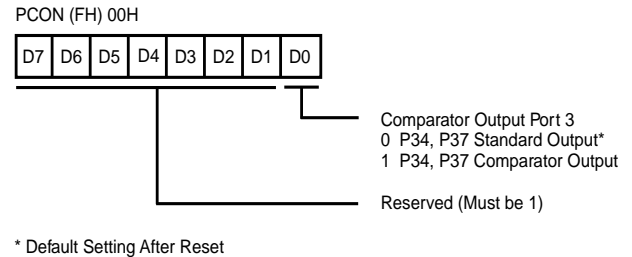 PCON (FH) 00H
D7 D6 D5 D4 D3 D2 D1 D0
Comparator Output Port 3
0 P34, P37 Standard Output*
1 P34, P37 Comparator Output
Reserved (Must be 1)
* Default Setting After Reset